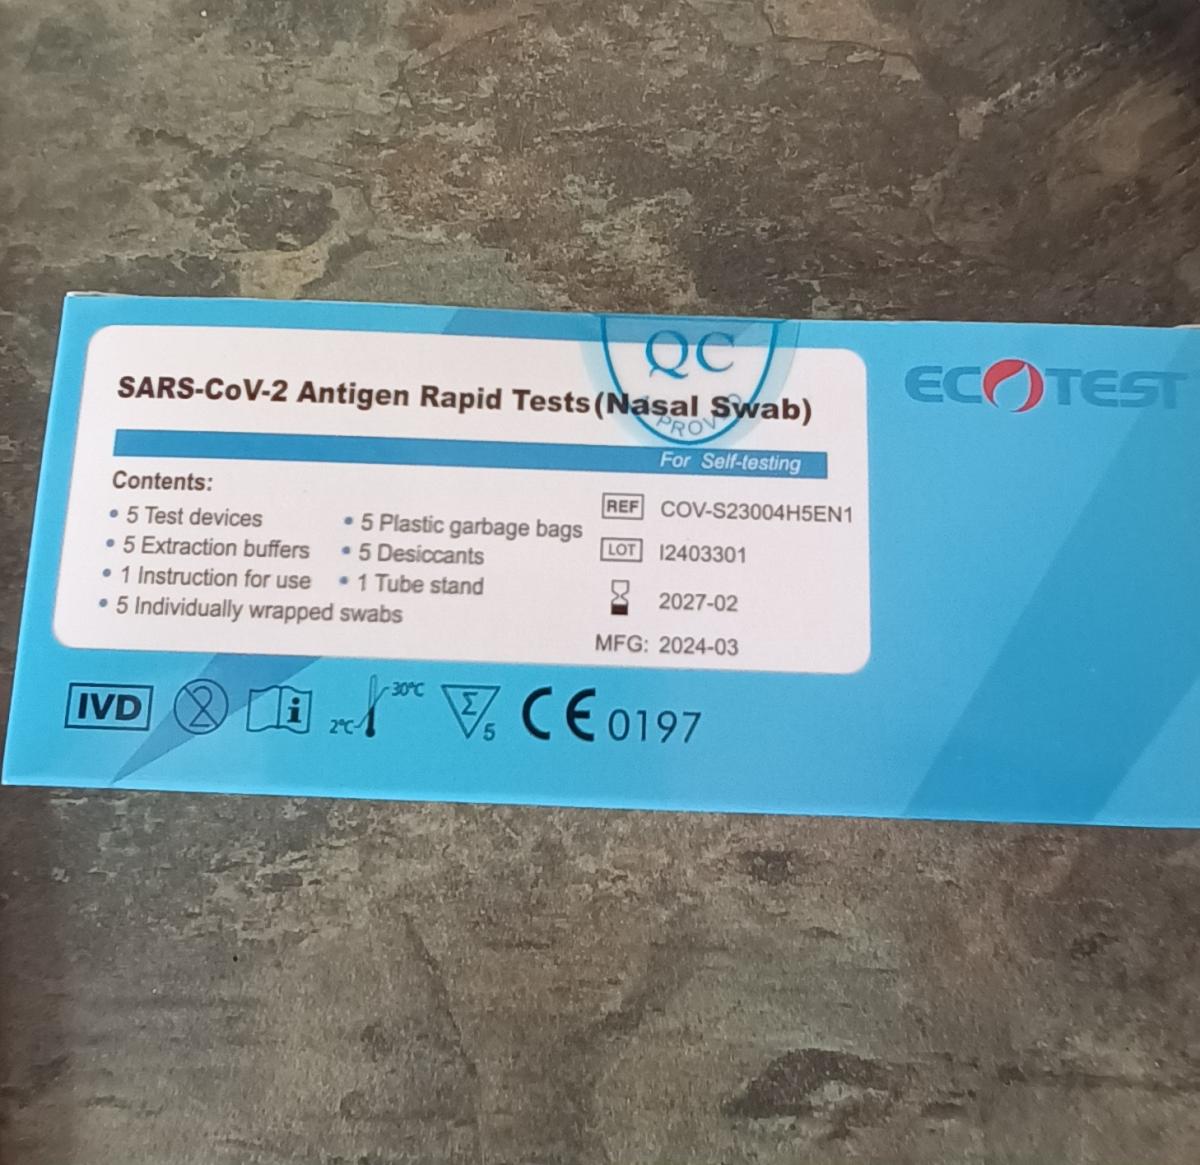 QC
PROV
ECOTEST
SARS-CoV-2 Antigen Rapid Tests (Nasal Swab)
For Self-testing
Contents:
• 5 Test devices
• 5 Extraction buffers
• 1 Instruction for use
• 5 Individually wrapped swabs
• 5 Plastic garbage bags
• 5 Desiccants
• 1 Tube stand
REF COV-S23004H5EN1
LOT I2403301
2027-02
MFG: 2024-03
IVD 2 i 2°C 30°C Σ 5 CE 0197